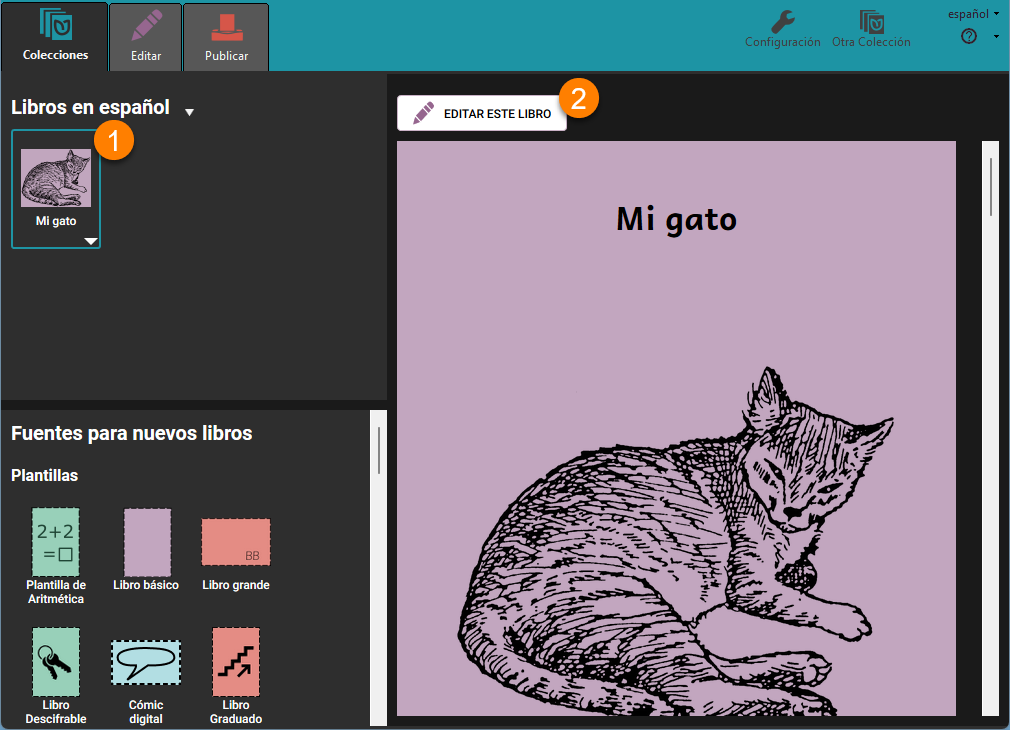 Colecciones
Editar
Publicar
Configuración
Otra Colección
español
?
Libros en español
1
Mi gato
2
EDITAR ESTE LIBRO
Mi gato
Fuentes para nuevos libros
Plantillas
2+2
=□
Plantilla de
Aritmética
Libro básico
BB
Libro grande
Libro
Descifrable
Cómic
digital
Libro
Graduado